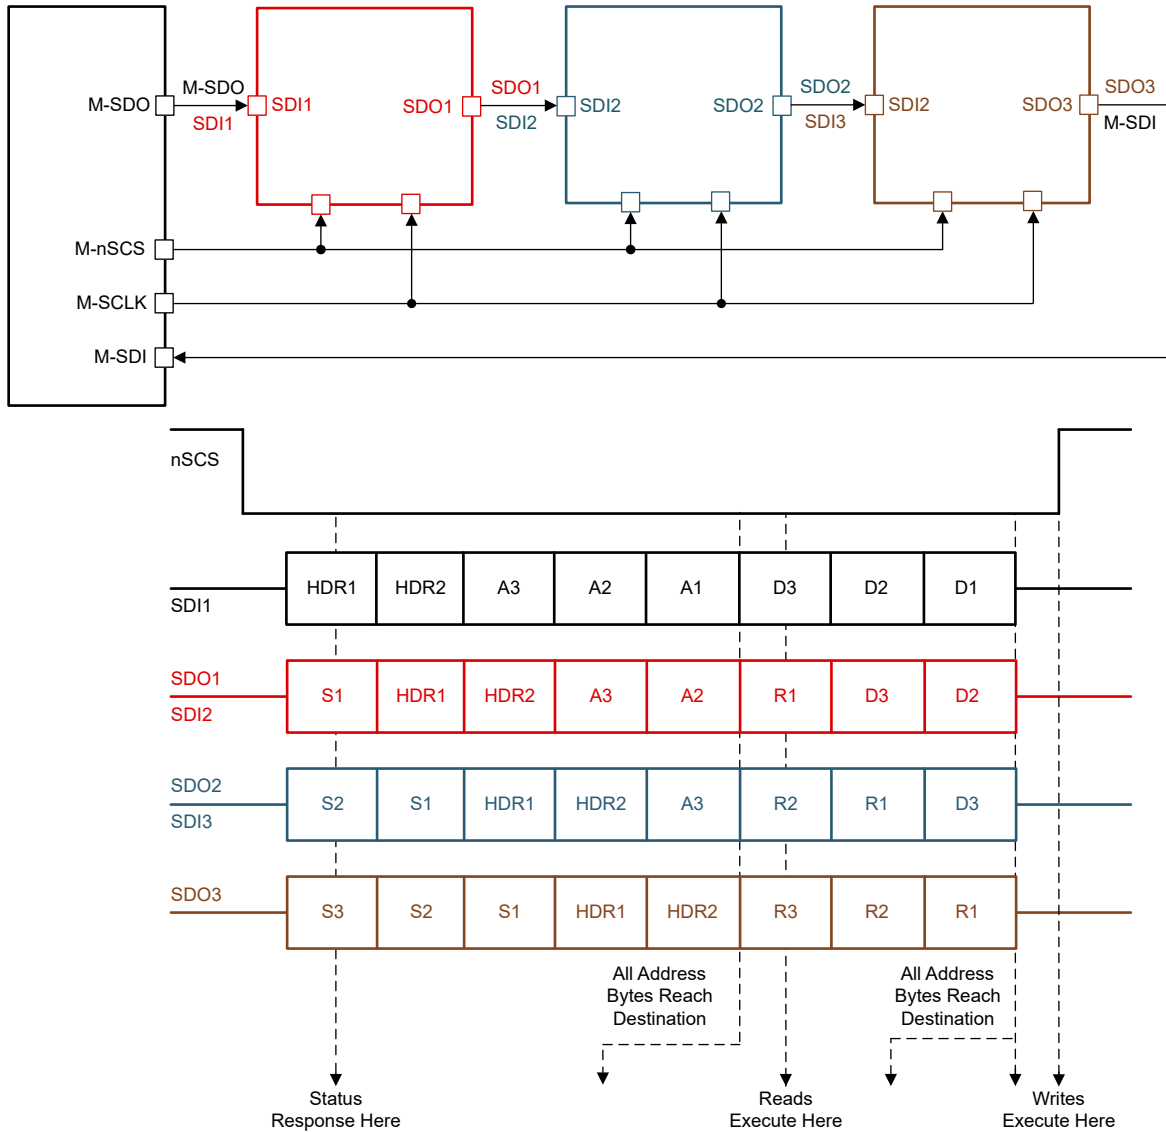 M-SDO
M-SDO
SDI1
SDI1
SDO1
SDO1
SDI2
SDI2
SDO2
SDO2
SDI3
SDI2
SDO3
SDO3
M-SDI
M-nSCS
M-SCLK
M-SDI
nSCS
SDI1
HDR1 HDR2 A3 A2 A1 D3 D2 D1
SDO1
SDI2
S1 HDR1 HDR2 A3 A2 R1 D3 D2
SDO2
SDI3
S2 S1 HDR1 HDR2 A3 R2 R1 D3
SDO3
S3 S2 S1 HDR1 HDR2 R3 R2 R1
All Address
Bytes Reach
Destination
All Address
Bytes Reach
Destination
Status
Response Here
Reads
Execute Here
Writes
Execute Here